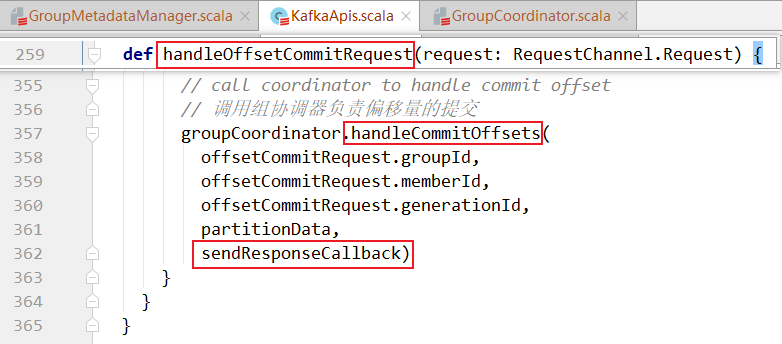 GroupMetadataManager.scala × KafkaApis.scala × GroupCoordinator.scala ×
259 def handleOffsetCommitRequest(request: RequestChannel.Request) {
355 // call coordinator to handle commit offset
356 // 调用组协调器负责偏移量的提交
357 groupCoordinator.handleCommitOffsets(
358 offsetCommitRequest.groupId,
359 offsetCommitRequest.memberId,
360 offsetCommitRequest.generationId,
361 partitionData,
362 sendResponseCallback)
363 }
364 }
365 }